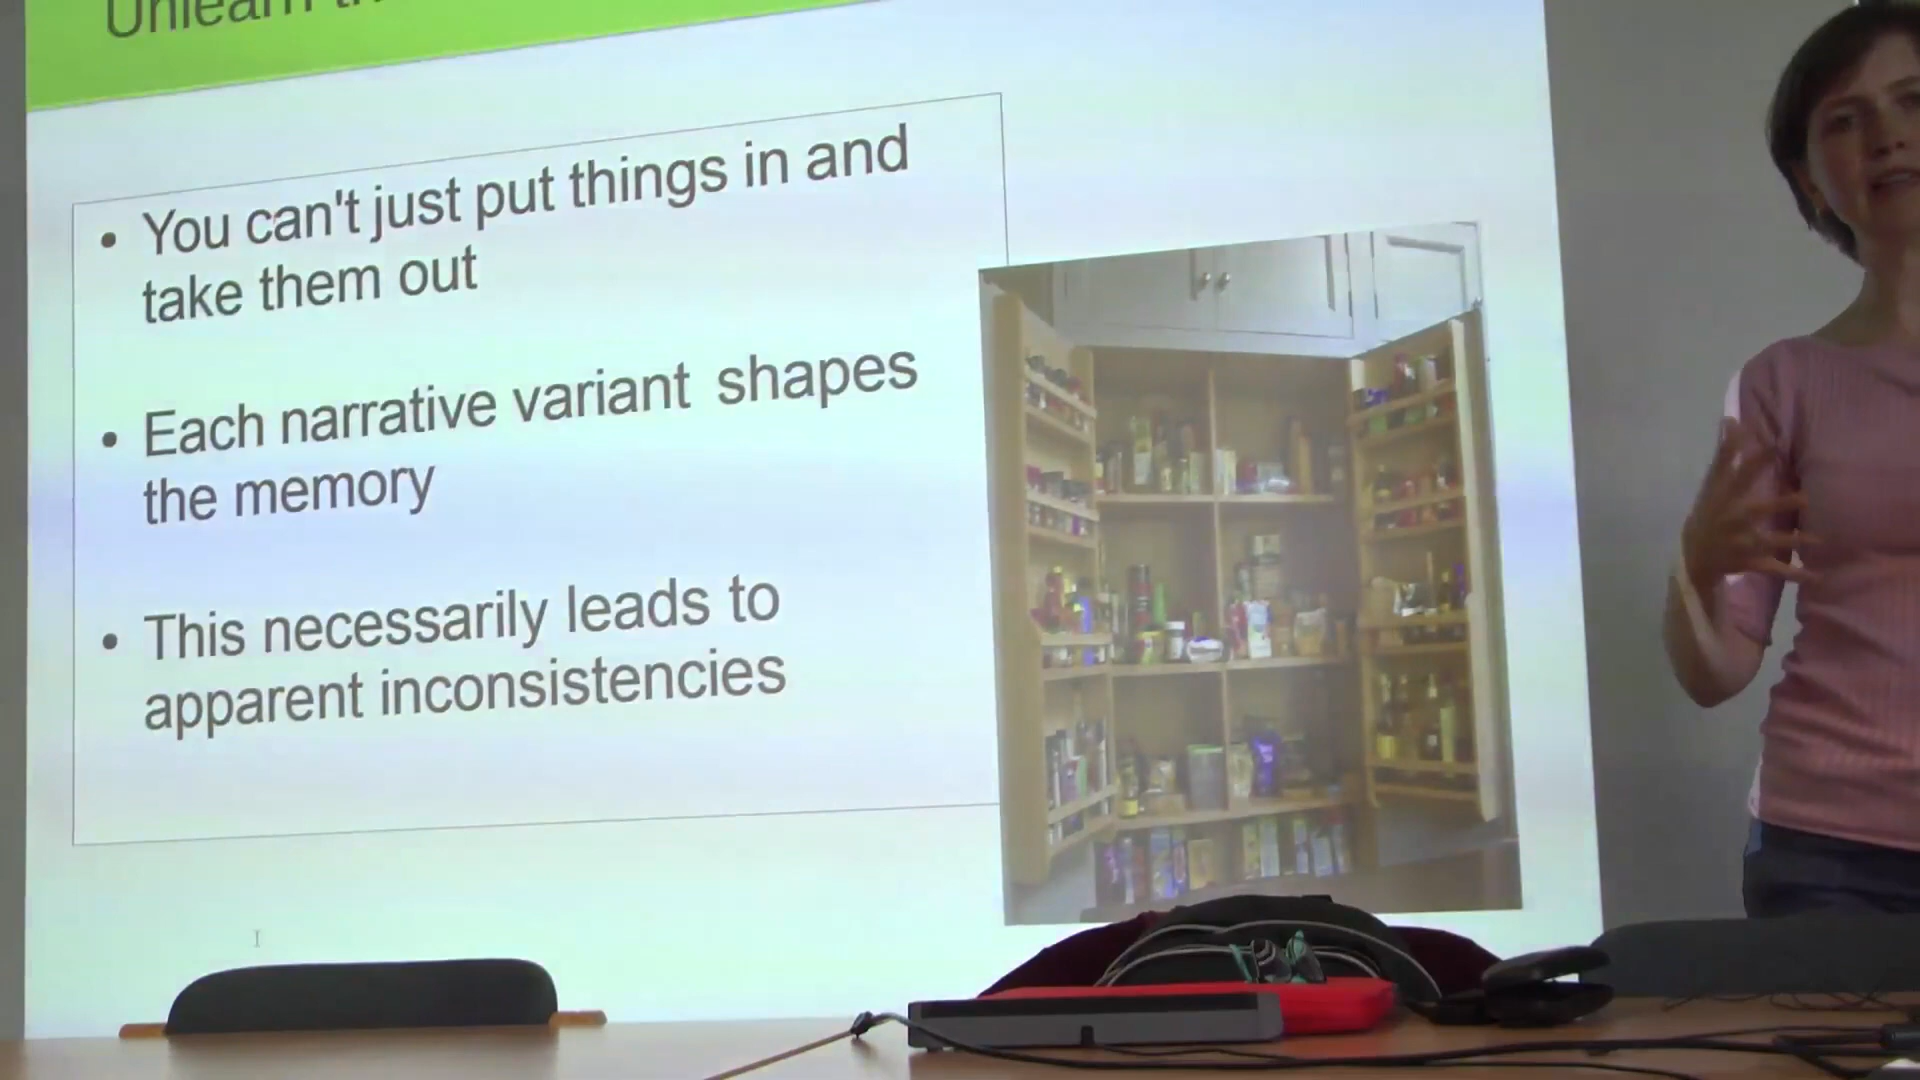 Unlearn
• You can't just put things in and
take them out
• Each narrative variant shapes
the memory
• This necessarily leads to
apparent inconsistencies